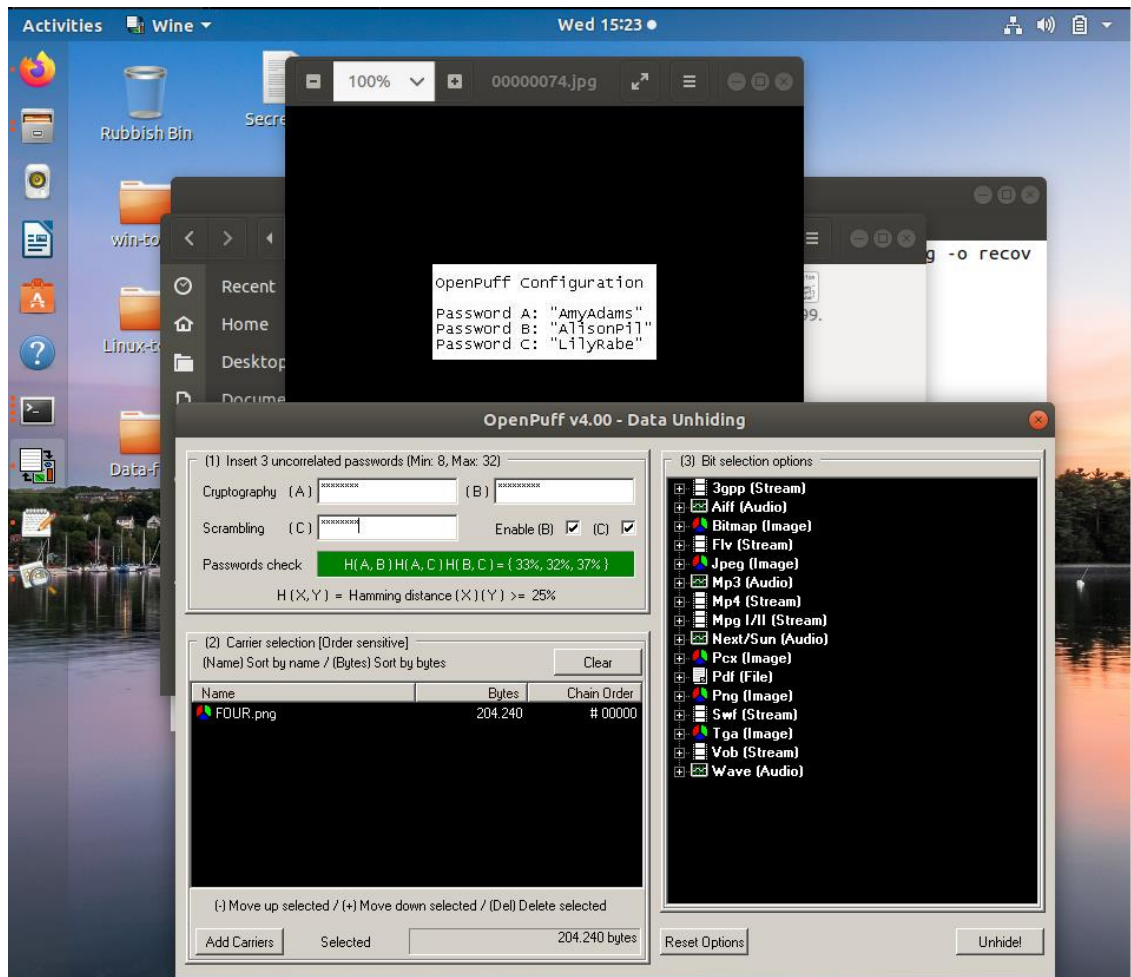 Activities Wine Wed 15:23
100% 00000074.jpg
Rubbish Bin
Secre
win-to
g -o recov
Recent
99.
Home
OpenPuff Configuration
Password A: "AmyAdams"
Password B: "AlisonPil"
Password C: "LilyRabe"
Linux-t
Desktop
Docume
OpenPuff v4.00 - Data Unhiding
Data-f
(1) Insert 3 uncorrelated passwords (Min: 8, Max: 32)
Cryptography (A) ******** (B) *********
Scrambling (C) ******** Enable (B) (C)
Passwords check H(A, B) H(A, C) H(B, C) = { 33%, 32%, 37% }
H (X, Y) = Hamming distance (X) (Y) >= 25%
(2) Carrier selection [Order sensitive]
(Name) Sort by name / (Bytes) Sort by bytes Clear
Name Bytes Chain Order
FOUR.png 204.240 # 00000
(-) Move up selected / (+) Move down selected / (Del) Delete selected
Add Carriers Selected 204.240 bytes
(3) Bit selection options
3gpp (Stream)
Aiff (Audio)
Bitmap (Image)
Flv (Stream)
Jpeg (Image)
Mp3 (Audio)
Mp4 (Stream)
Mpg I/II (Stream)
Next/Sun (Audio)
Pcx (Image)
Pdf (File)
Png (Image)
Swf (Stream)
Tga (Image)
Vob (Stream)
Wave (Audio)
Reset Options Unhide!